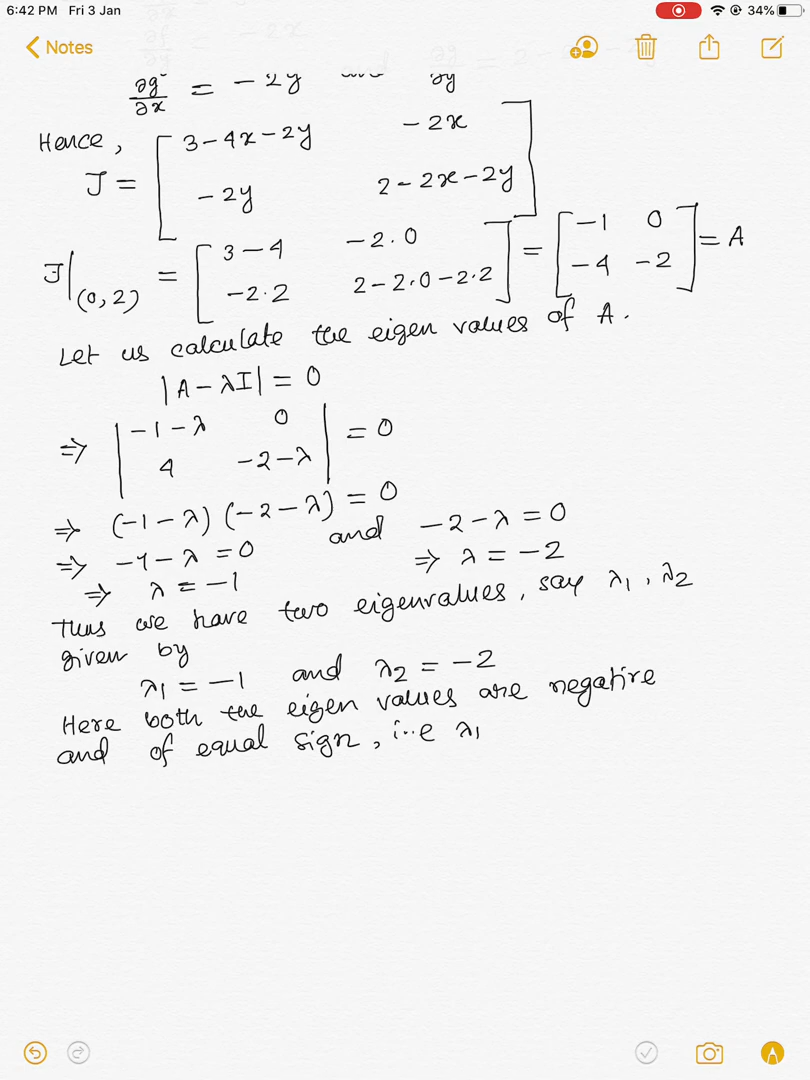 6:42 PM Fri 3 Jan 34%
Notes
∂g/∂x = -2y and ∂y
Hence,
J = [ 3-4x-2y -2x
-2y 2-2x-2y ]
J|(0,2) = [ 3-4 -2.0
-2.2 2-2.0-2.2 ] = [ -1 0
-4 -2 ] = A
Let us calculate the eigen values of A.
|A-λI| = 0
⇒ | -1-λ 0
4 -2-λ | = 0
⇒ (-1-λ) (-2-λ) = 0
⇒ -1-λ = 0 and -2-λ = 0
⇒ λ = -1 ⇒ λ = -2
Thus we have two eigenvalues, say λ1, λ2
given by
λ1 = -1 and λ2 = -2
Here both the eigen values are negative
and of equal sign, i.e λ1